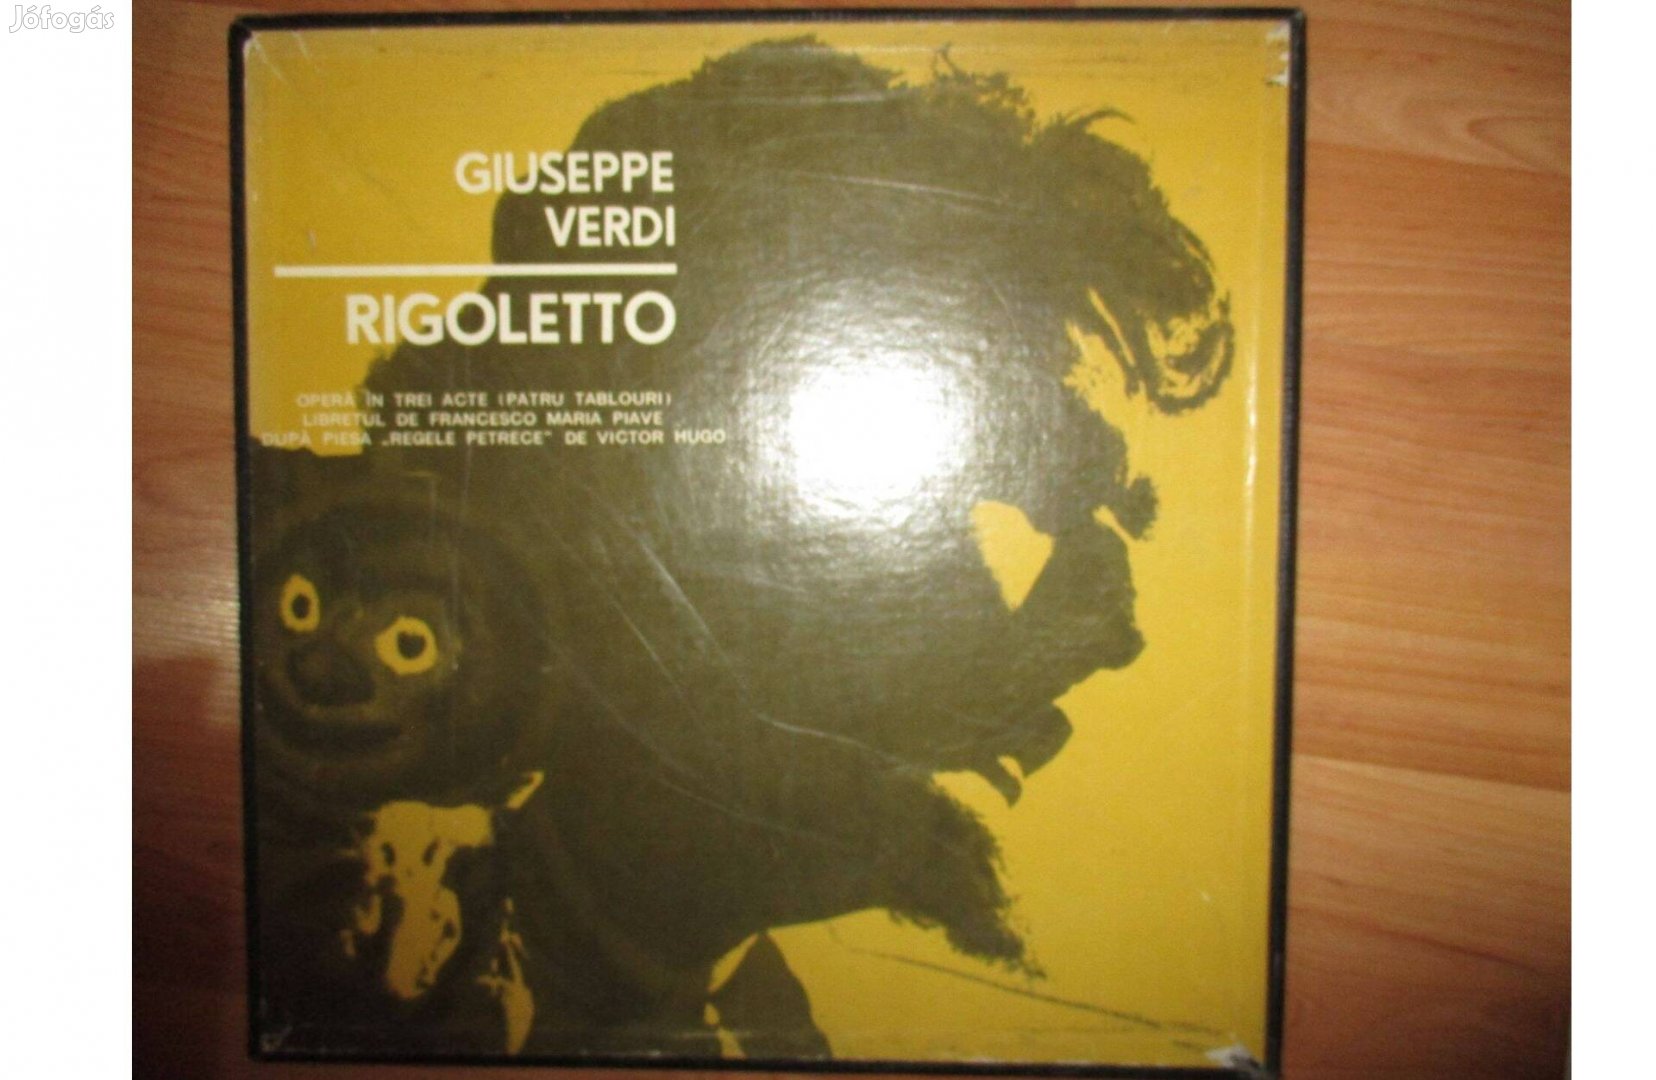 Jófogás
GIUSEPPE
VERDI
RIGOLETTO
OPERĂ ÎN TREI ACTE (PATRU TABLOURI)
LIBRETUL DE FRANCESCO MARIA PIAVE
DUPĂ PIESA „REGELE PETRECE” DE VICTOR HUGO